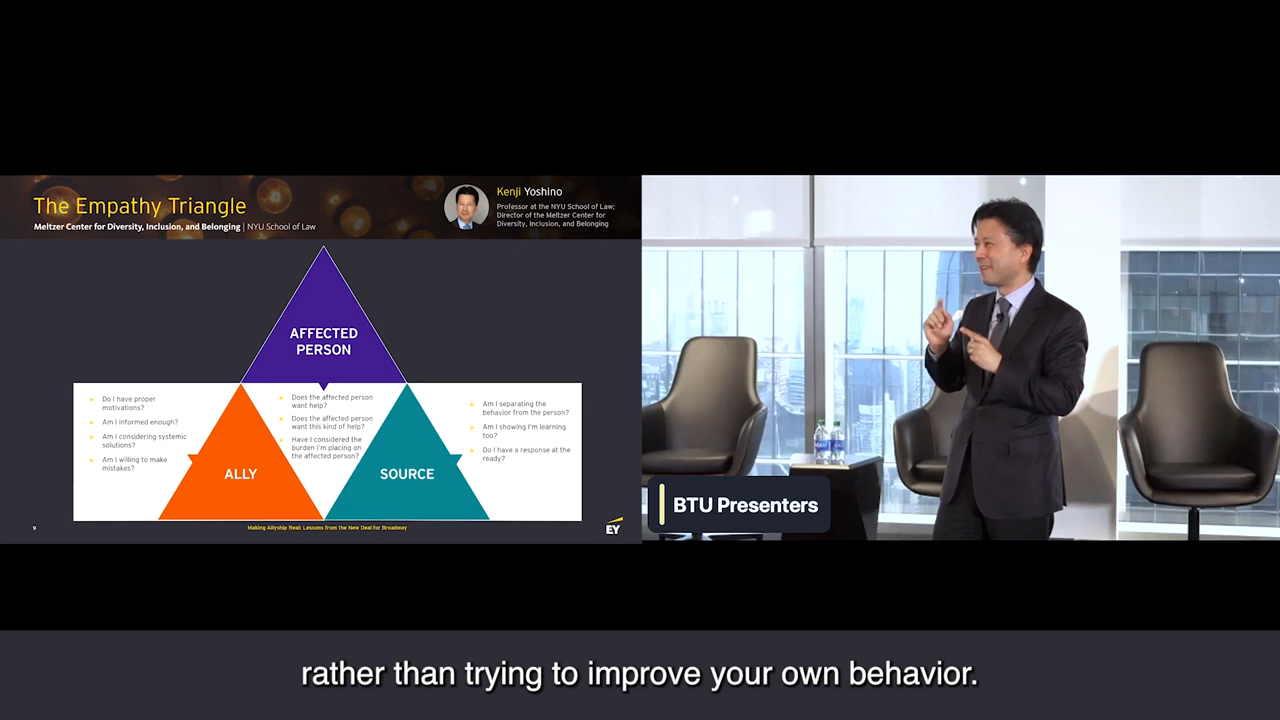 The Empathy Triangle
Meltzer Center for Diversity, Inclusion, and Belonging | NYU School of Law
Kenji Yoshino
Professor at the NYU School of Law;
Director of the Meltzer Center for
Diversity, Inclusion, and Belonging
AFFECTED
PERSON
Do I have proper
motivations?
Am I informed enough?
Am I considering systemic
solutions?
Am I willing to make
mistakes?
ALLY
Does the affected person
want help?
Does the affected person
want this kind of help?
Have I considered the
burden I'm placing on
the affected person?
SOURCE
Am I separating the
behavior from the person?
Am I showing I'm learning
too?
Do I have a response at the
ready?
9
Making Allyship Real: Lessons from the New Deal for Broadway
EY
BTU Presenters
rather than trying to improve your own behavior.